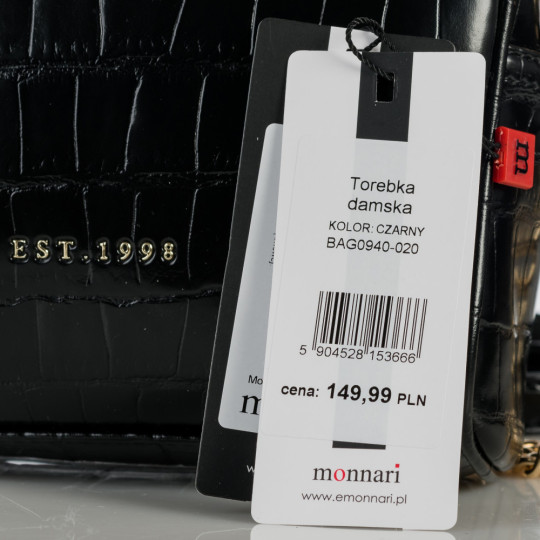 EST.1998
m
Torebka
damska
KOLOR: CZARNY
BAG0940-020
5 904528 153666
cena: 149,99 PLN
monnari
www.emonnari.pl
Mo
m
w